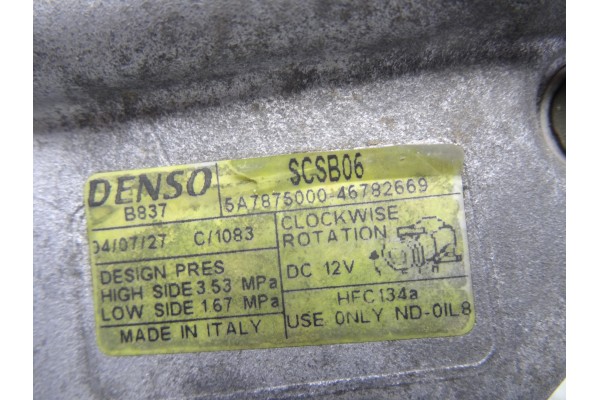 DENSO
B837
SCSB06
5A7875000-46782669
04/07/27 C/1083
CLOCKWISE
ROTATION
DESIGN PRES
HIGH SIDE 3.53 MPa
LOW SIDE 1.67 MPa
DC 12V
MADE IN ITALY
HFC134a
USE ONLY ND-OIL8